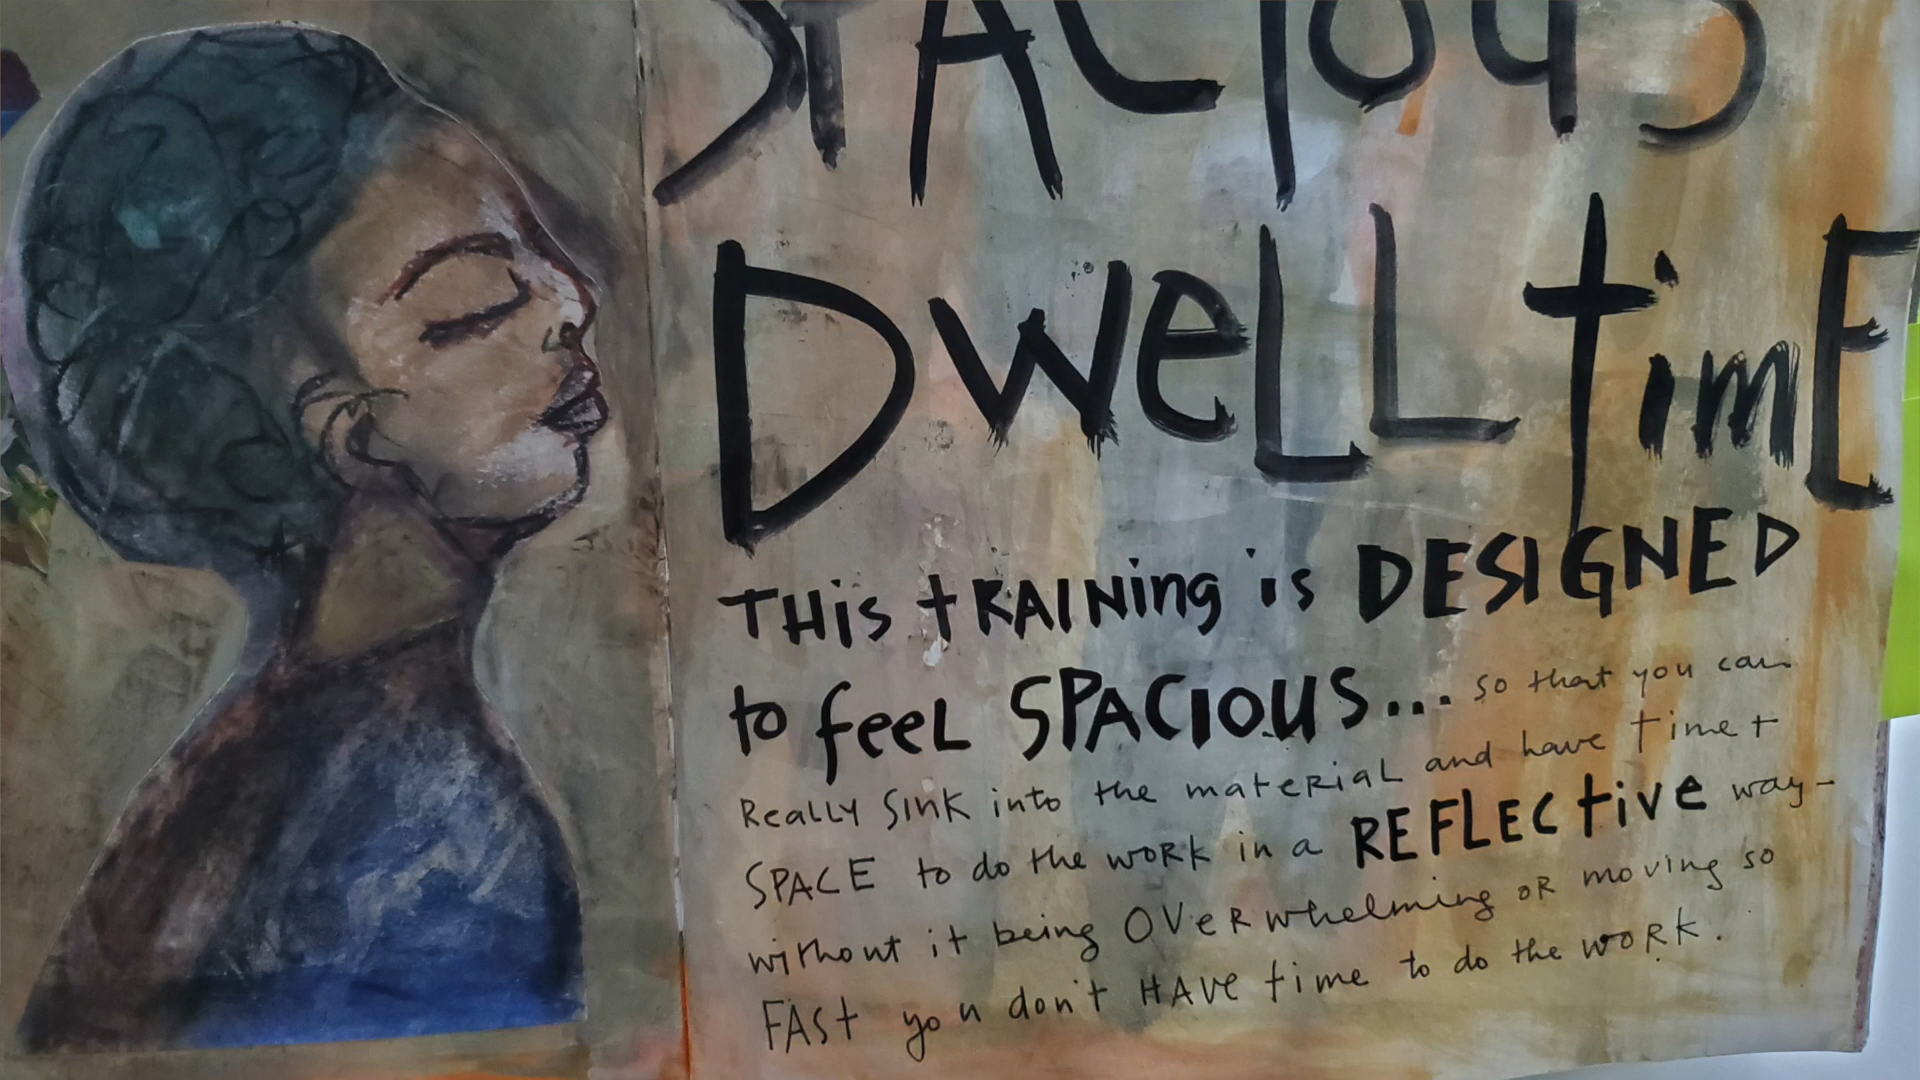 SPACIOUS
DWELL time
THis tRAINing is DESIGNED
to feel SPACIOUS... so that you can
Really SINK into the material and have time +
SPACE to do the work in a REFLECtive way-
without it being OVeRwhelming oR moving so
FASt you don't HAVE time to do the woRk.